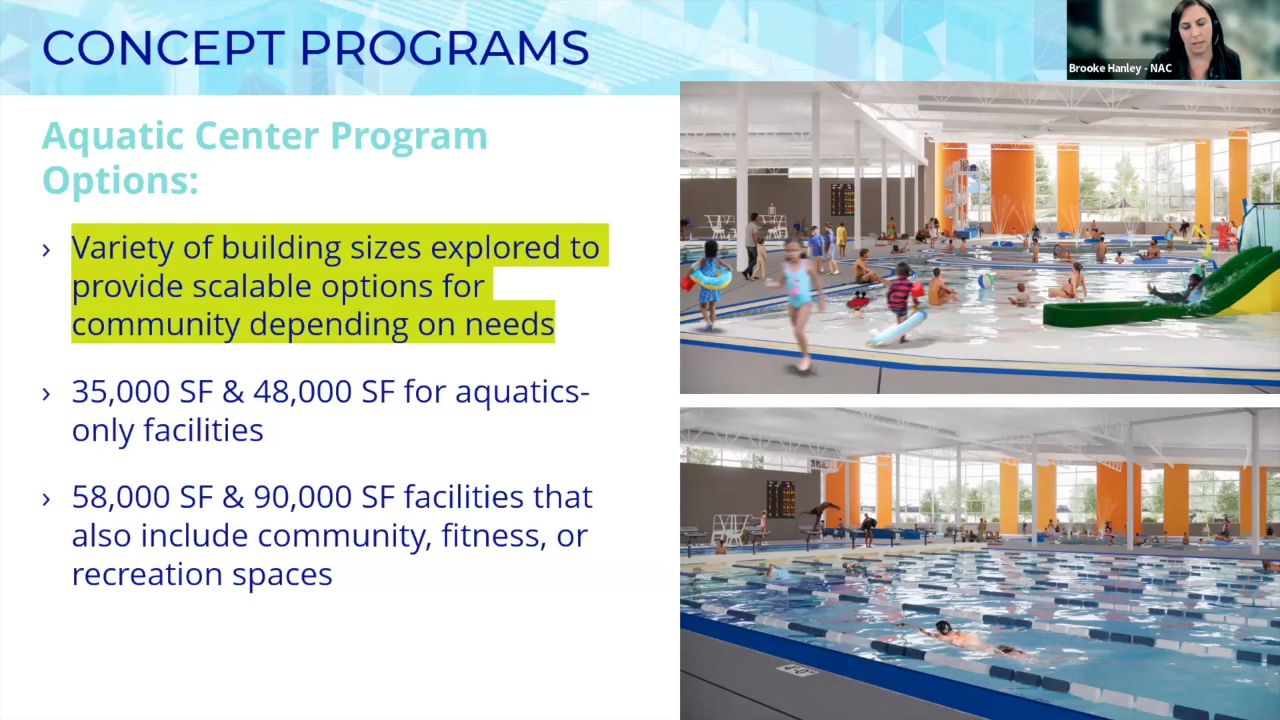 CONCEPT PROGRAMS
Brooke Hanley - NAC
Aquatic Center Program
Options:
› Variety of building sizes explored to
provide scalable options for
community depending on needs
› 35,000 SF & 48,000 SF for aquatics-
only facilities
› 58,000 SF & 90,000 SF facilities that
also include community, fitness, or
recreation spaces